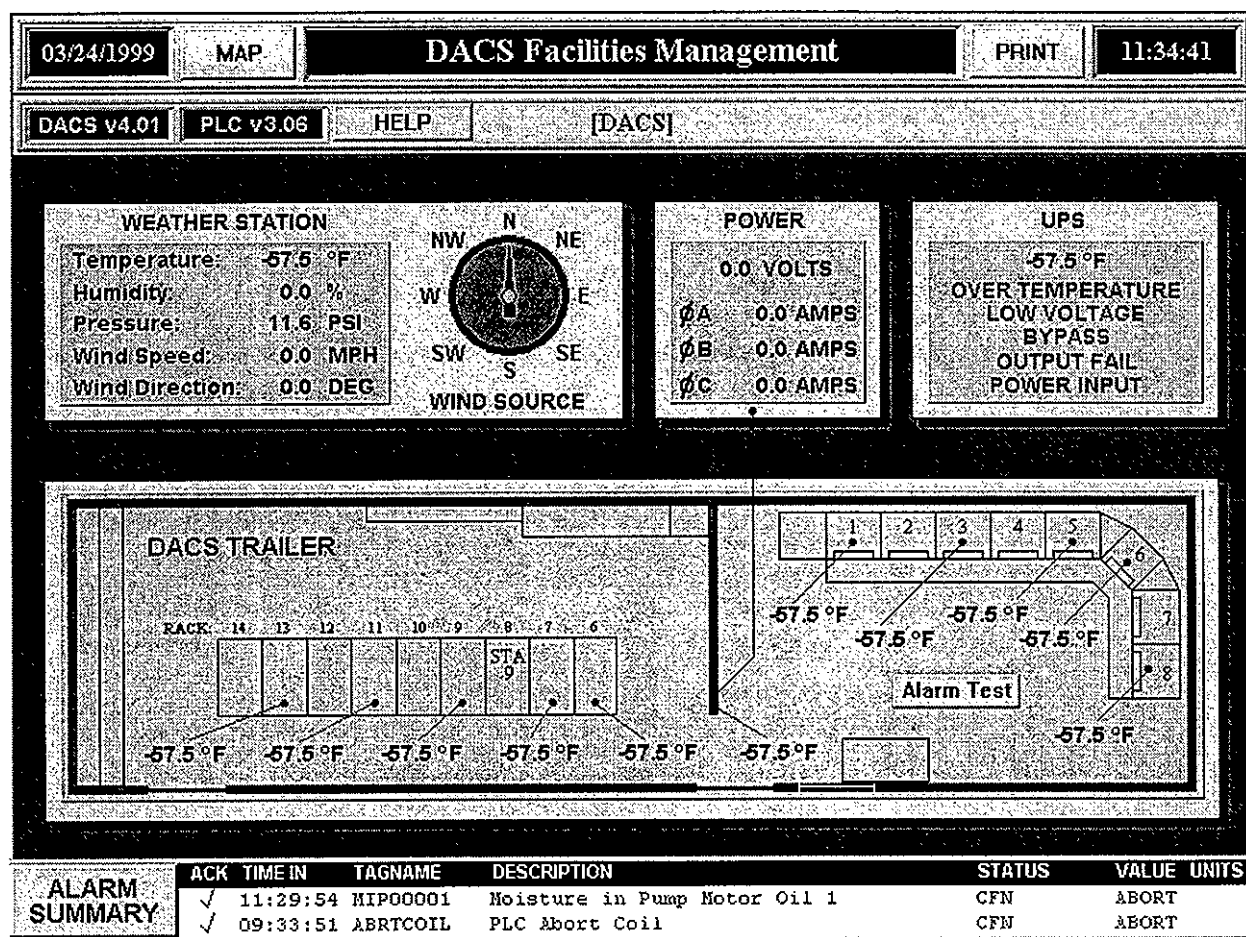 03/24/1999 MAP DACS Facilities Management PRINT 11:34:41
DACS v4.01 PLC v3.06 HELP [DACS]
WEATHER STATION
Temperature: -57.5 °F
Humidity: 0.0 %
Pressure: 11.6 PSI
Wind Speed: 0.0 MPH
Wind Direction: 0.0 DEG
N
NW NE
W E
SW SE
S
WIND SOURCE
POWER
0.0 VOLTS
ØA 0.0 AMPS
ØB 0.0 AMPS
ØC 0.0 AMPS
UPS
-57.5 °F
OVER TEMPERATURE
LOW VOLTAGE
BYPASS
OUTPUT FAIL
POWER INPUT
DACS TRAILER
1 2 3 4 5
6
7
8
-57.5 °F -57.5 °F
-57.5 °F -57.5 °F
RACK: 14 13 12 11 10 9 8 7 6
STA
9
Alarm Test
-57.5 °F
-57.5 °F -57.5 °F -57.5 °F -57.5 °F -57.5 °F -57.5 °F
ALARM
SUMMARY
ACK TIME IN TAGNAME DESCRIPTION STATUS VALUE UNITS
√ 11:29:54 MIP00001 Moisture in Pump Motor Oil 1 CFN ABORT
√ 09:33:51 ABRTCOIL PLC Abort Coil CFN ABORT